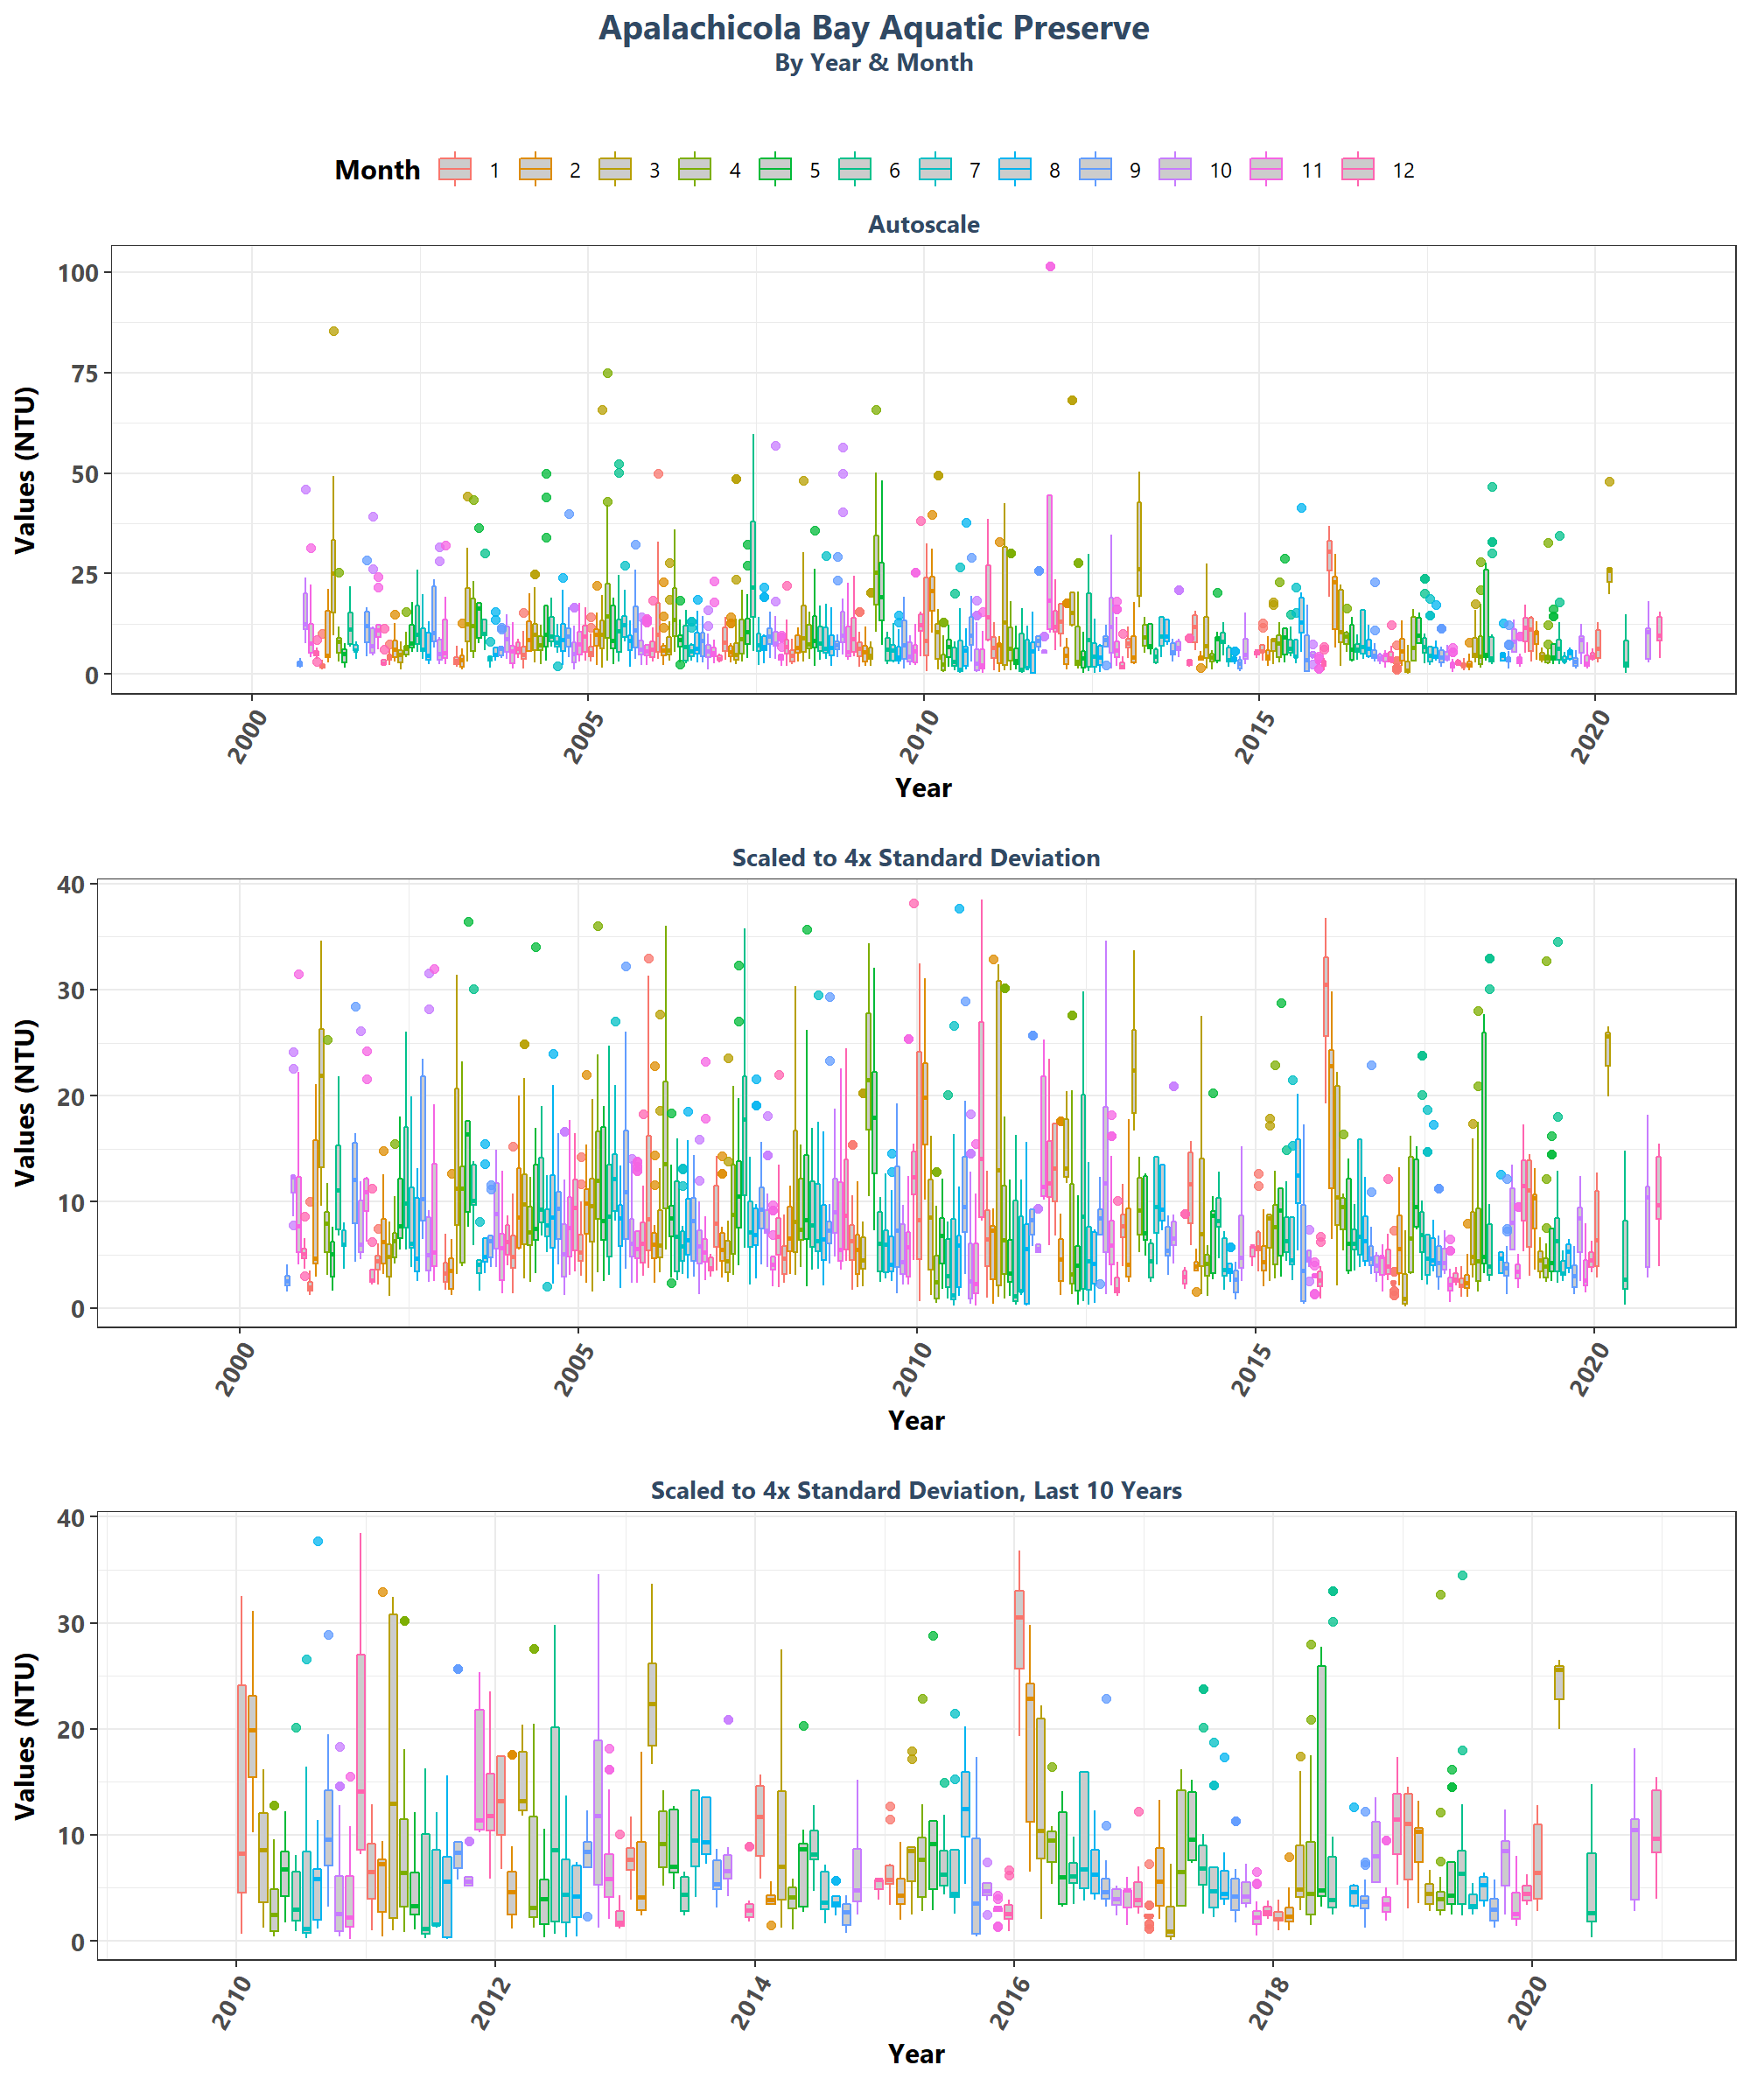 Apalachicola Bay Aquatic Preserve
By Year & Month
Month 1 2 3 4 5 6 7 8 9 10 11 12
Autoscale
Values (NTU)
100
75
50
25
0
2000 2005 2010 2015 2020
Year
Scaled to 4x Standard Deviation
Values (NTU)
40
30
20
10
0
2000 2005 2010 2015 2020
Year
Scaled to 4x Standard Deviation, Last 10 Years
Values (NTU)
40
30
20
10
0
2010 2012 2014 2016 2018 2020
Year